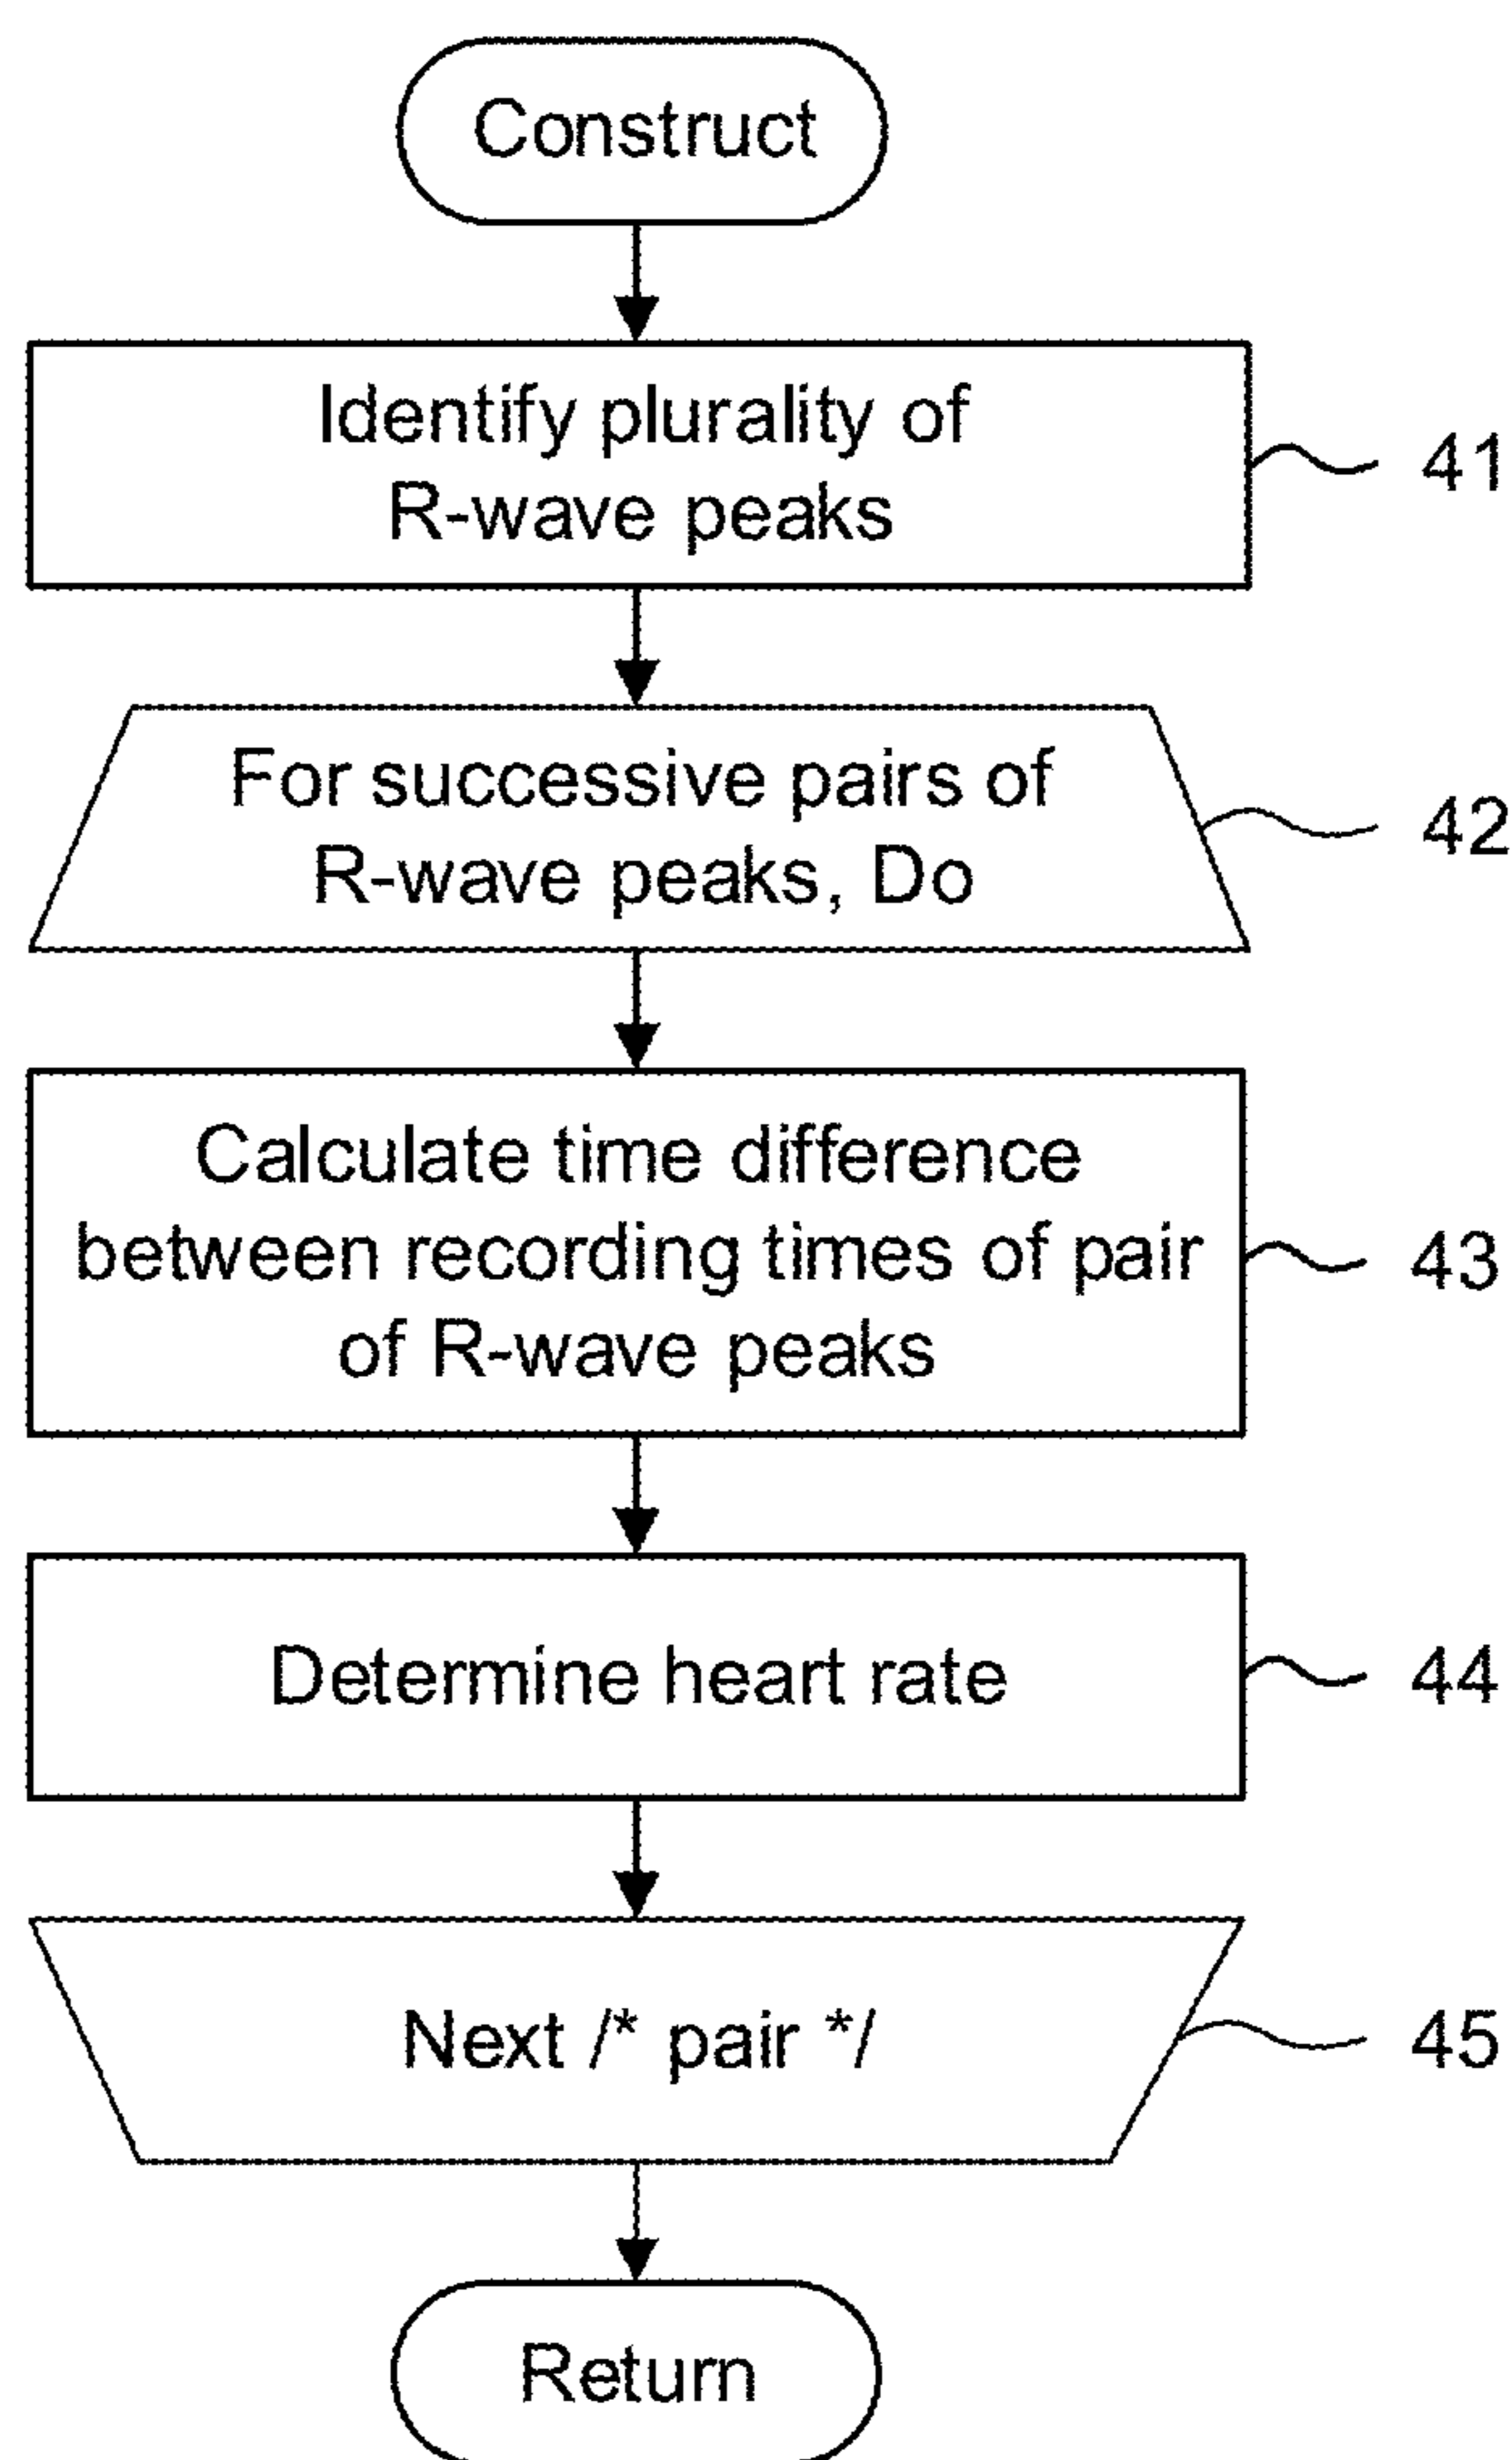 Construct
Identify plurality of
R-wave peaks
41
For successive pairs of
R-wave peaks, Do
42
Calculate time difference
between recording times of pair
of R-wave peaks
43
Determine heart rate
44
Next /* pair */
45
Return